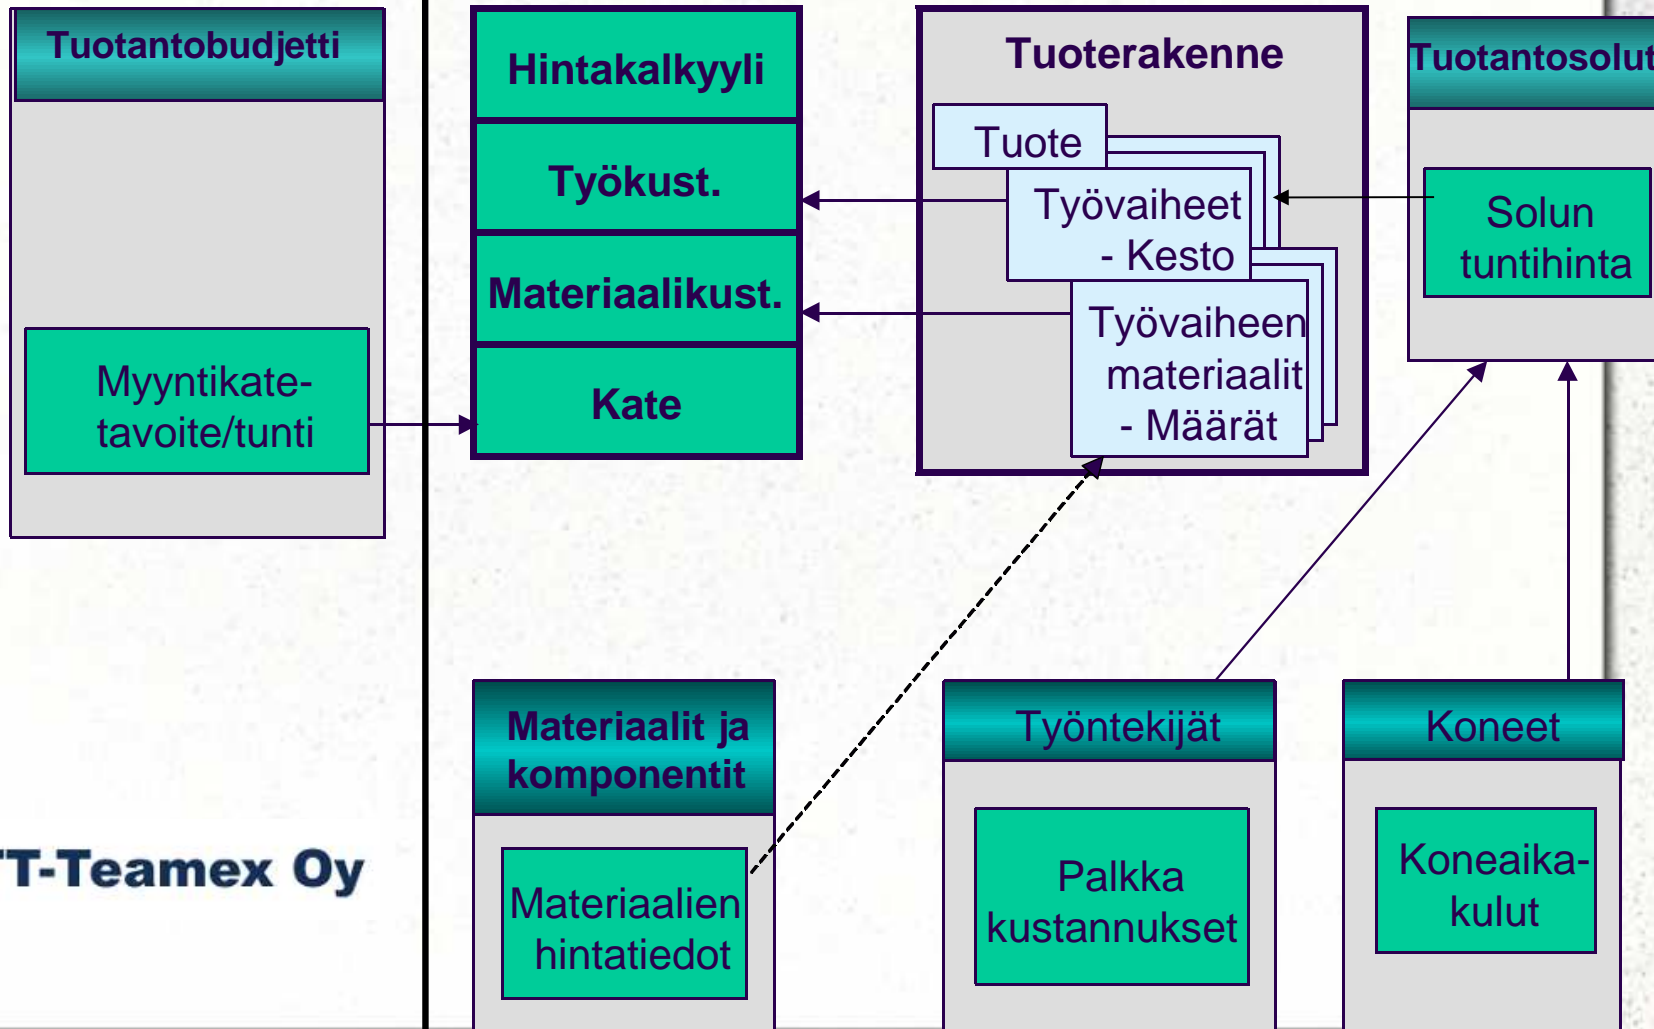 Tuotantobudjetti
Myyntikate-
tavoite/tunti
Hintakalkyyli
Työkust.
Materiaalikust.
Kate
Tuoterakenne
Tuote
Työvaiheet
- Kesto
Työvaiheen
materiaalit
- Määrät
Tuotantosolut
Solun
tuntihinta
Materiaalit ja
komponentit
Materiaalien
hintatiedot
Työntekijät
Palkka
kustannukset
Koneet
Koneaika-
kulut
T-Teamex Oy